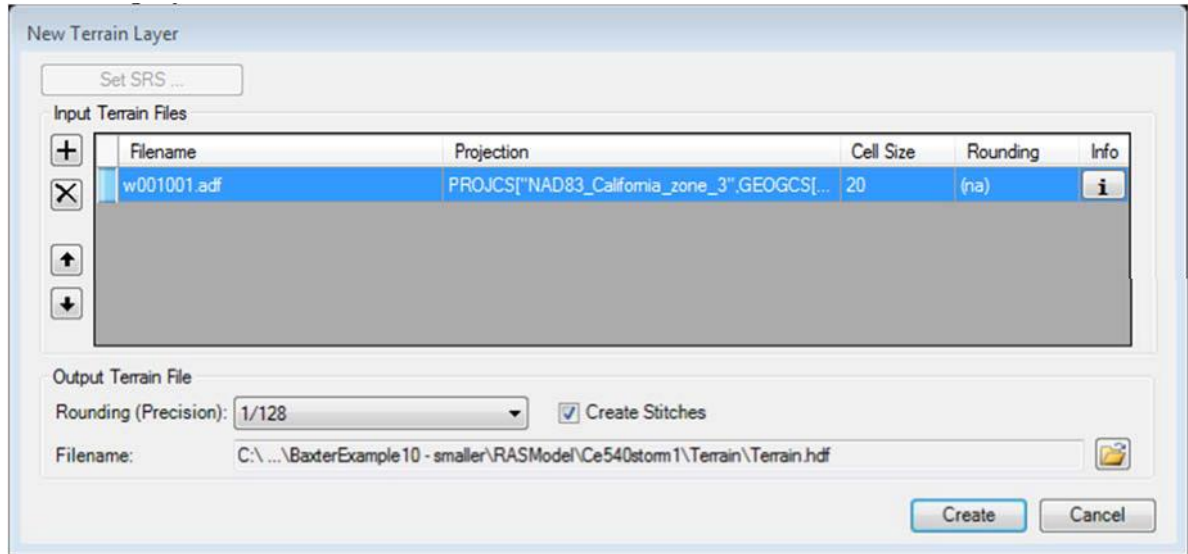 New Terrain Layer
Set SRS ...
Input Terrain Files
Filename Projection Cell Size Rounding Info
w001001.adf PROJCS["NAD83_California_zone_3",GEOGCS[... 20 (na) i
Output Terrain File
Rounding (Precision): 1/128 Create Stitches
Filename: C:\ ...\BaxterExample10 - smaller\RASModel\Ce540storm1\Terrain\Terrain.hdf
Create Cancel